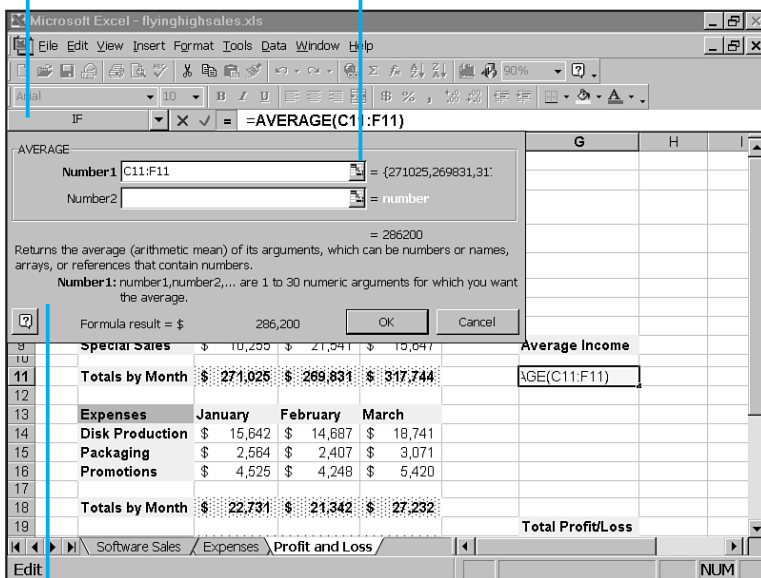 Microsoft Excel - flyinghighsales.xls
File Edit View Insert Format Tools Data Window Help
90%
Arial 10 B I U $ % ,
IF = =AVERAGE(C11:F11)
G H I
AVERAGE
Number1 C11:F11 = {271025,269831,317
Number2 = number
= 286200
Returns the average (arithmetic mean) of its arguments, which can be numbers or names,
arrays, or references that contain numbers.
Number1: number1,number2,... are 1 to 30 numeric arguments for which you want
the average.
Formula result = $ 286,200 OK Cancel
9 Special Sales $ 10,255 $ 21,541 $ 15,647 Average Income
10
11 Totals by Month $ 271,025 $ 269,831 $ 317,744 AGE(C11:F11)
12
13 Expenses January February March
14 Disk Production $ 15,642 $ 14,687 $ 18,741
15 Packaging $ 2,564 $ 2,407 $ 3,071
16 Promotions $ 4,525 $ 4,248 $ 5,420
17
18 Totals by Month $ 22,731 $ 21,342 $ 27,232
19 Total Profit/Loss
Software Sales Expenses Profit and Loss
Edit NUM